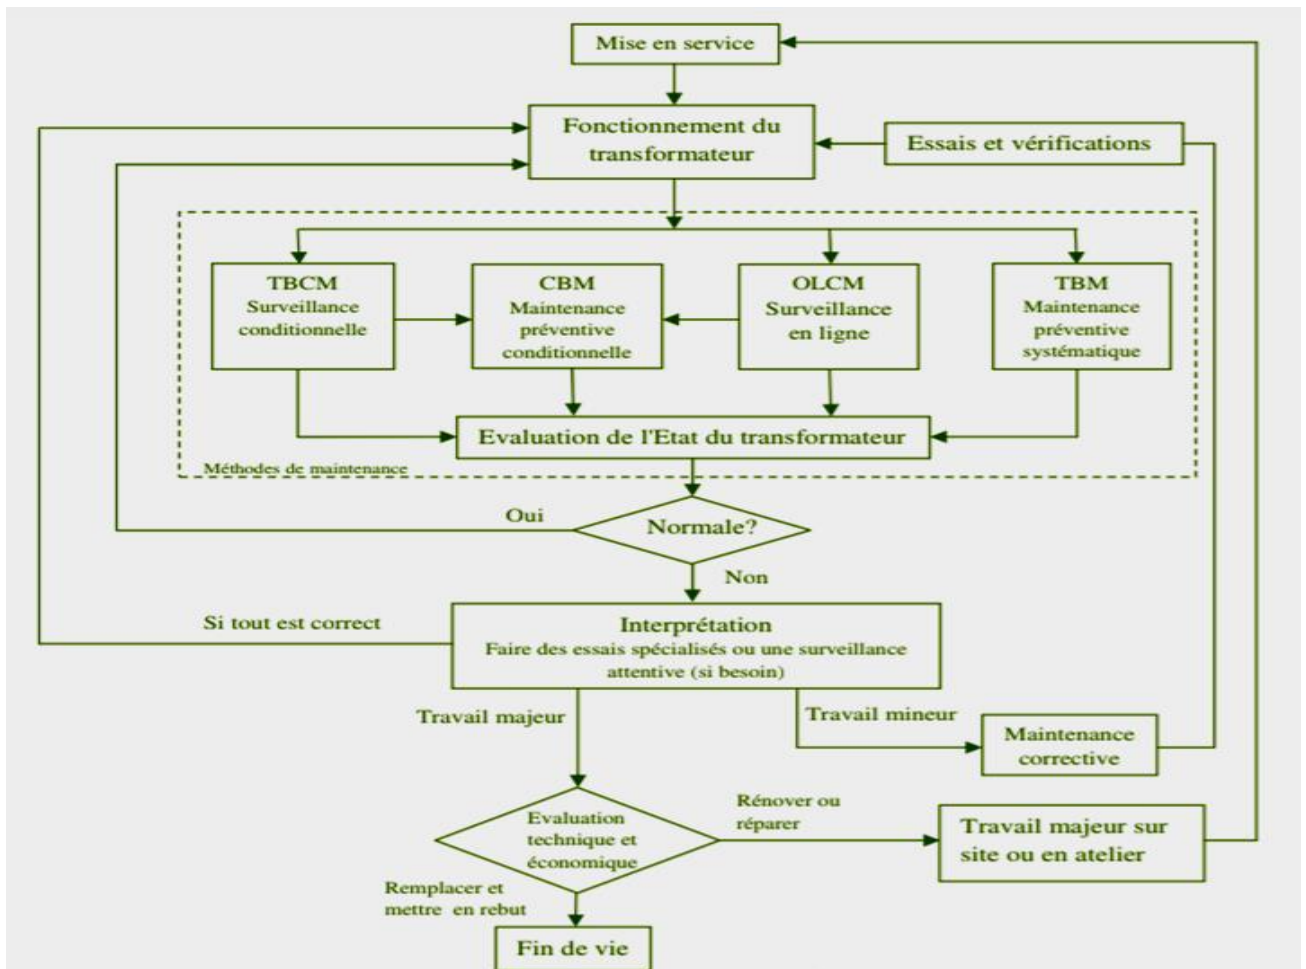 Mise en service
Fonctionnement du
transformateur
Essais et vérifications
TBCM
Surveillance
conditionnelle
CBM
Maintenance
préventive
conditionnelle
OLCM
Surveillance
en ligne
TBM
Maintenance
préventive
systématique
Evaluation de l'Etat du transformateur
Méthodes de maintenance
Oui
Normale?
Non
Si tout est correct
Interprétation
Faire des essais spécialisés ou une surveillance
attentive (si besoin)
Travail majeur
Travail mineur
Maintenance
corrective
Evaluation
technique et
économique
Rénover ou
réparer
Travail majeur sur
site ou en atelier
Remplacer et
mettre en rebut
Fin de vie